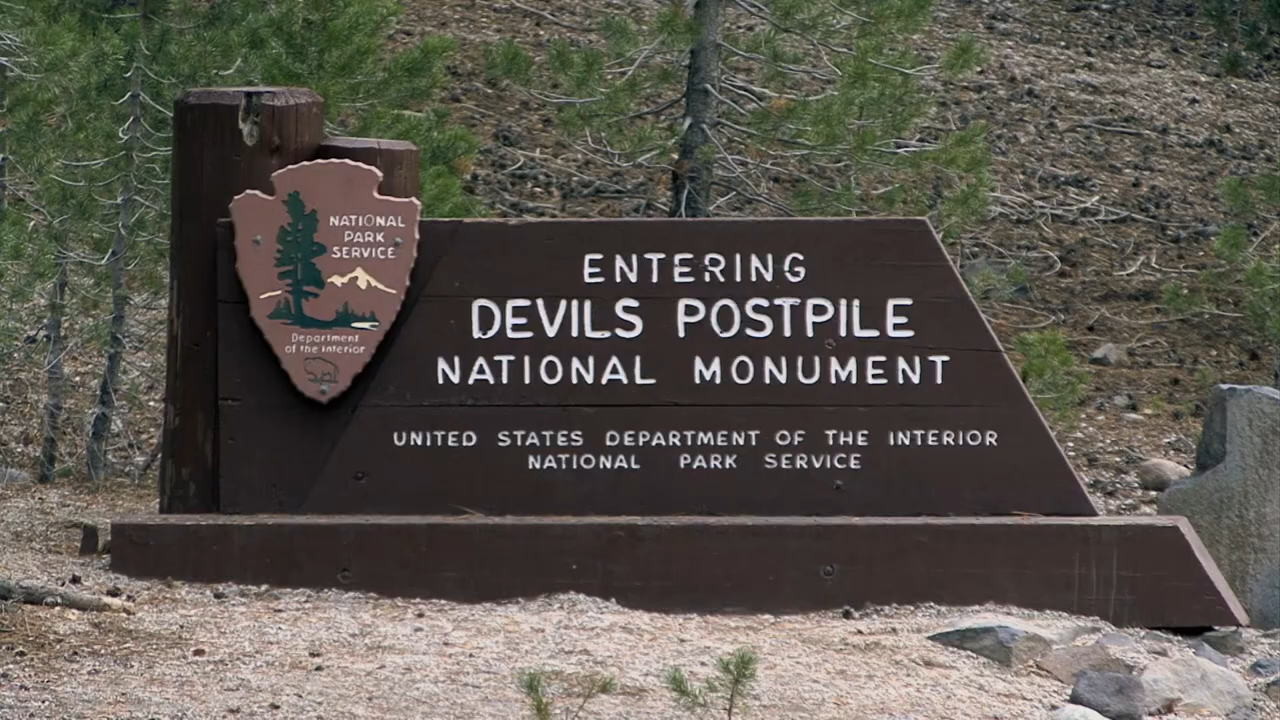 NATIONAL
PARK
SERVICE
Department
of the Interior
ENTERING
DEVILS POSTPILE
NATIONAL MONUMENT
UNITED STATES DEPARTMENT OF THE INTERIOR
NATIONAL PARK SERVICE